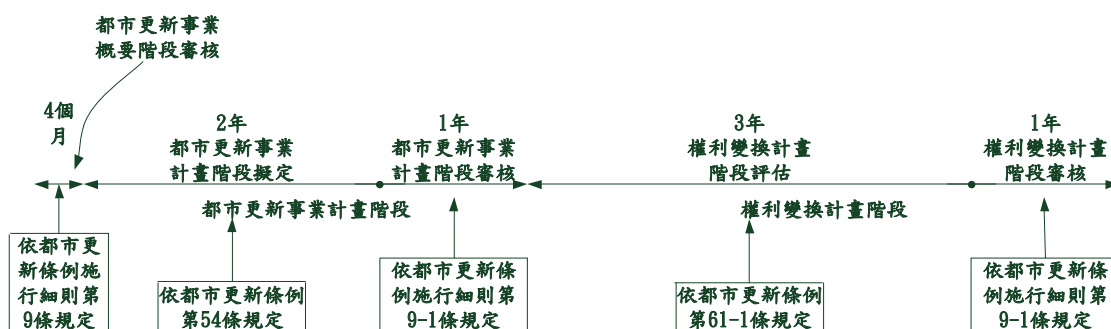 都市更新事業
概要階段審核
4個
月
2年
都市更新事業
計畫階段擬定
1年
都市更新事業
計畫階段審核
3年
權利變換計畫
階段評估
1年
權利變換計畫
階段審核
都市更新事業計畫階段
權利變換計畫階段
依都市更
新條例施
行細則第
9條規定
依都市更新條例
第54條規定
依都市更新條
例施行細則第
9-1條規定
依都市更新條例
第61-1條規定
依都市更新條
例施行細則第
9-1條規定